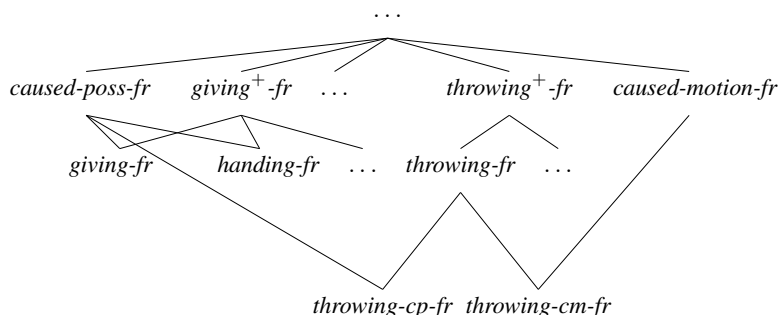 ...
caused-poss-fr giving⁺-fr ... throwing⁺-fr caused-motion-fr
giving-fr handing-fr ... throwing-fr ...
throwing-cp-fr throwing-cm-fr